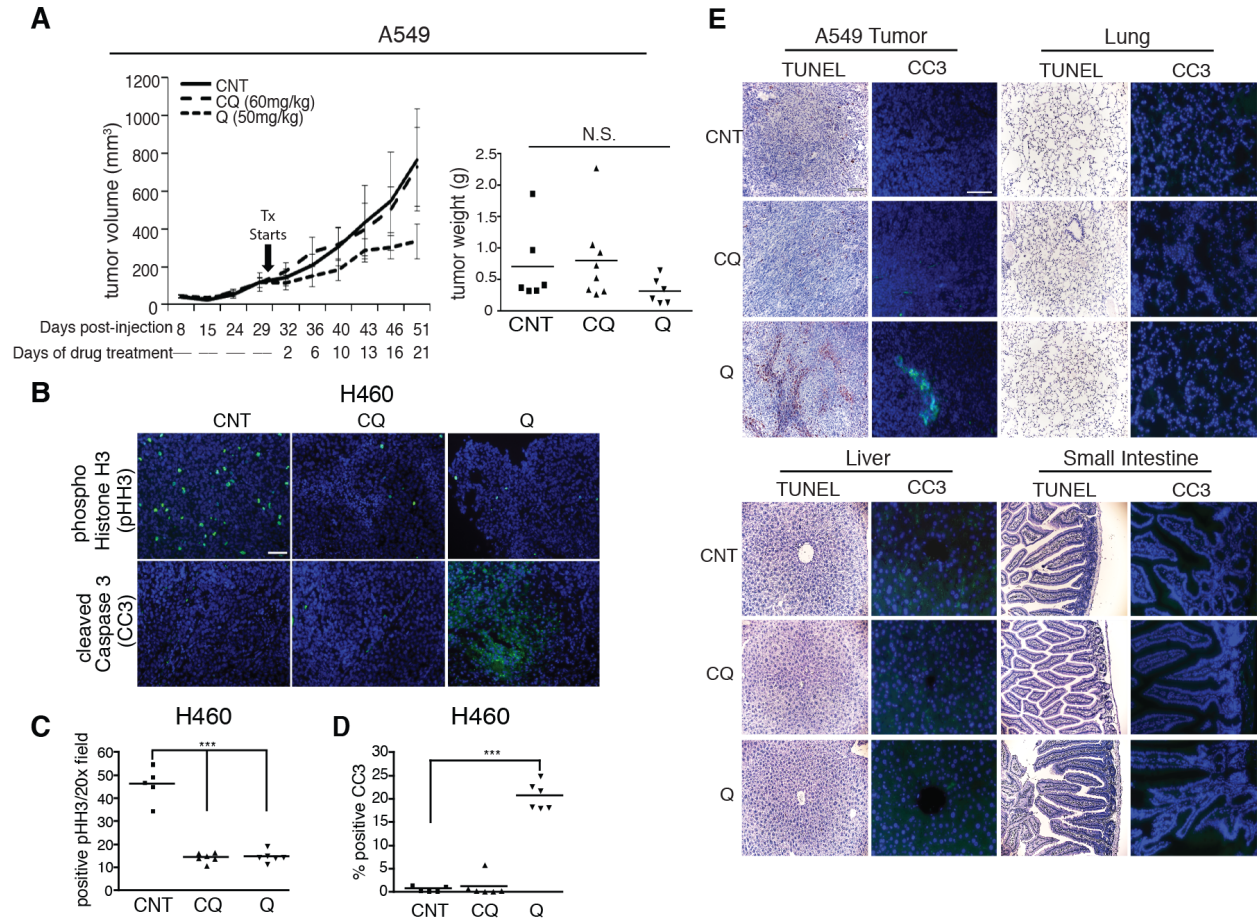 A
A549
1200
1000
800
600
400
200
0
tumor volume (mm³)
CNT
CQ (60mg/kg)
Q (50mg/kg)
Tx
Starts
Days post-injection 8 15 24 29 32 36 40 43 46 51
Days of drug treatment — — — — 2 6 10 13 16 21
N.S.
2.5
2.0
1.5
1.0
0.5
0
tumor weight (g)
CNT CQ Q
B
H460
CNT CQ Q
phospho
Histone H3
(pHH3)
cleaved
Caspase 3
(CC3)
C
H460
***
60
50
40
30
20
10
0
positive pHH3/20x field
CNT CQ Q
D
H460
***
30
25
20
15
10
5
0
% positive CC3
CNT CQ Q
E
A549 Tumor Lung
TUNEL CC3 TUNEL CC3
CNT
CQ
Q
Liver Small Intestine
TUNEL CC3 TUNEL CC3
CNT
CQ
Q